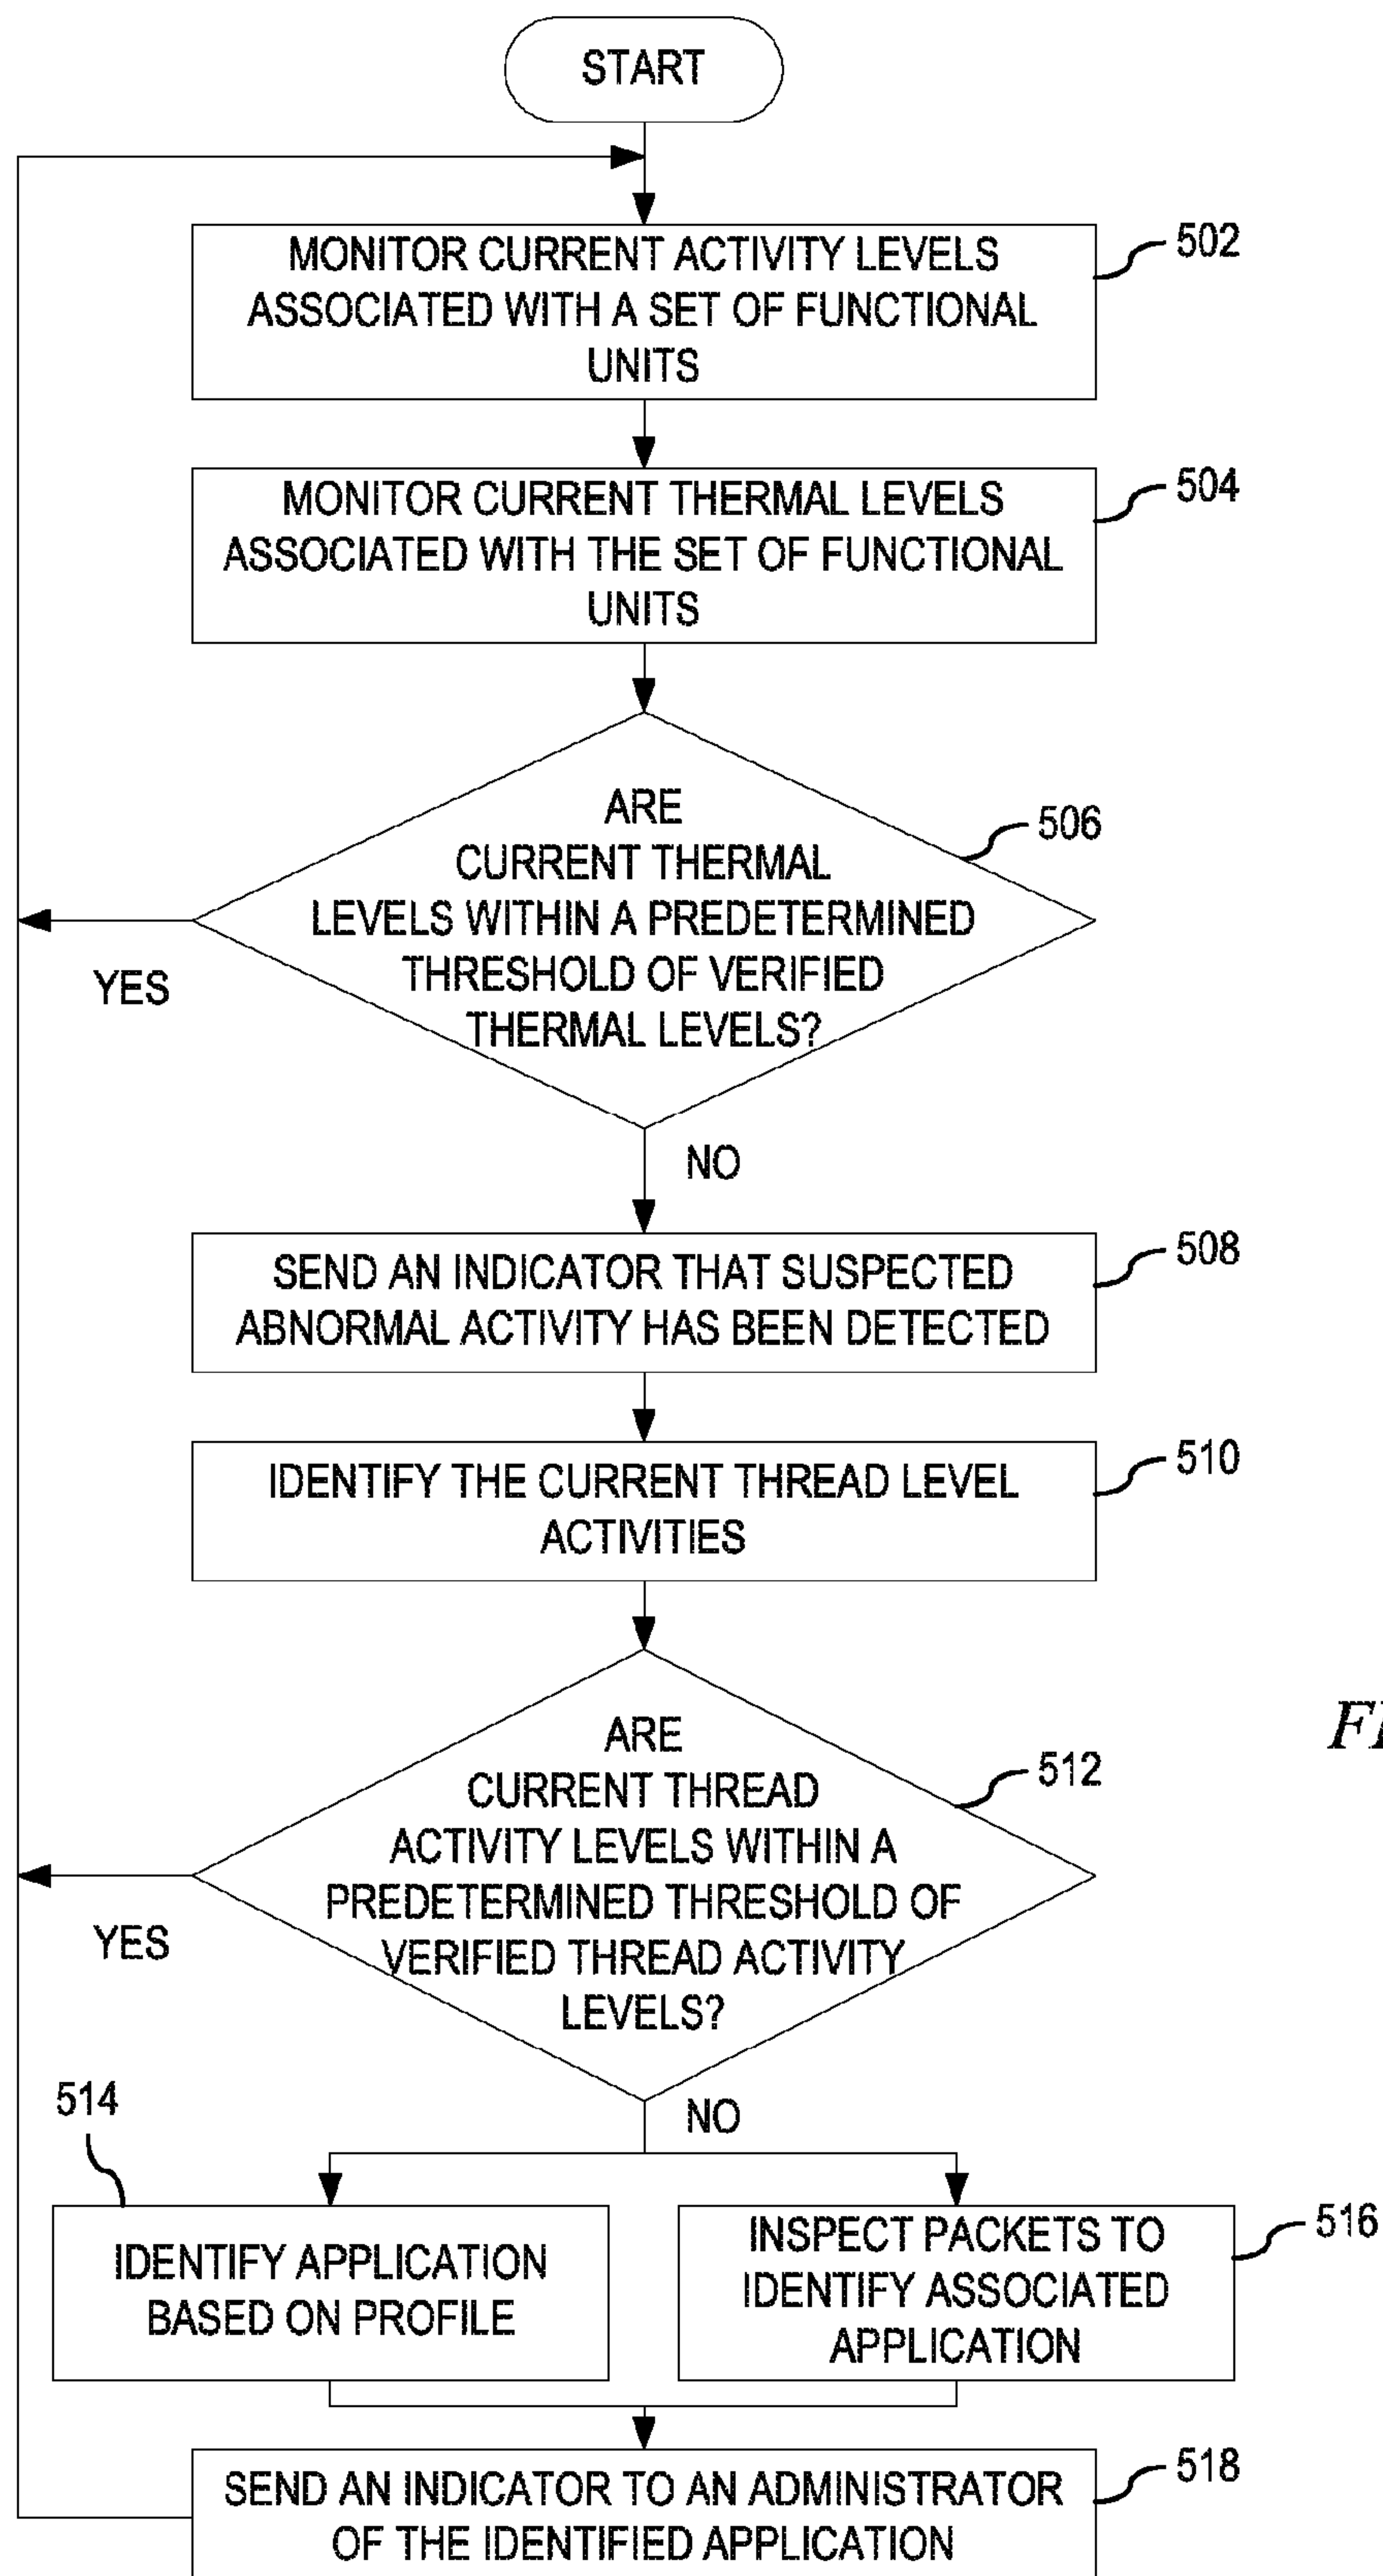 START
MONITOR CURRENT ACTIVITY LEVELS
ASSOCIATED WITH A SET OF FUNCTIONAL
UNITS
502
MONITOR CURRENT THERMAL LEVELS
ASSOCIATED WITH THE SET OF FUNCTIONAL
UNITS
504
ARE
CURRENT THERMAL
LEVELS WITHIN A PREDETERMINED
THRESHOLD OF VERIFIED
THERMAL LEVELS?
506
YES
NO
SEND AN INDICATOR THAT SUSPECTED
ABNORMAL ACTIVITY HAS BEEN DETECTED
508
IDENTIFY THE CURRENT THREAD LEVEL
ACTIVITIES
510
ARE
CURRENT THREAD
ACTIVITY LEVELS WITHIN A
PREDETERMINED THRESHOLD OF
VERIFIED THREAD ACTIVITY
LEVELS?
512
YES
NO
514
IDENTIFY APPLICATION
BASED ON PROFILE
INSPECT PACKETS TO
IDENTIFY ASSOCIATED
APPLICATION
516
SEND AN INDICATOR TO AN ADMINISTRATOR
OF THE IDENTIFIED APPLICATION
518